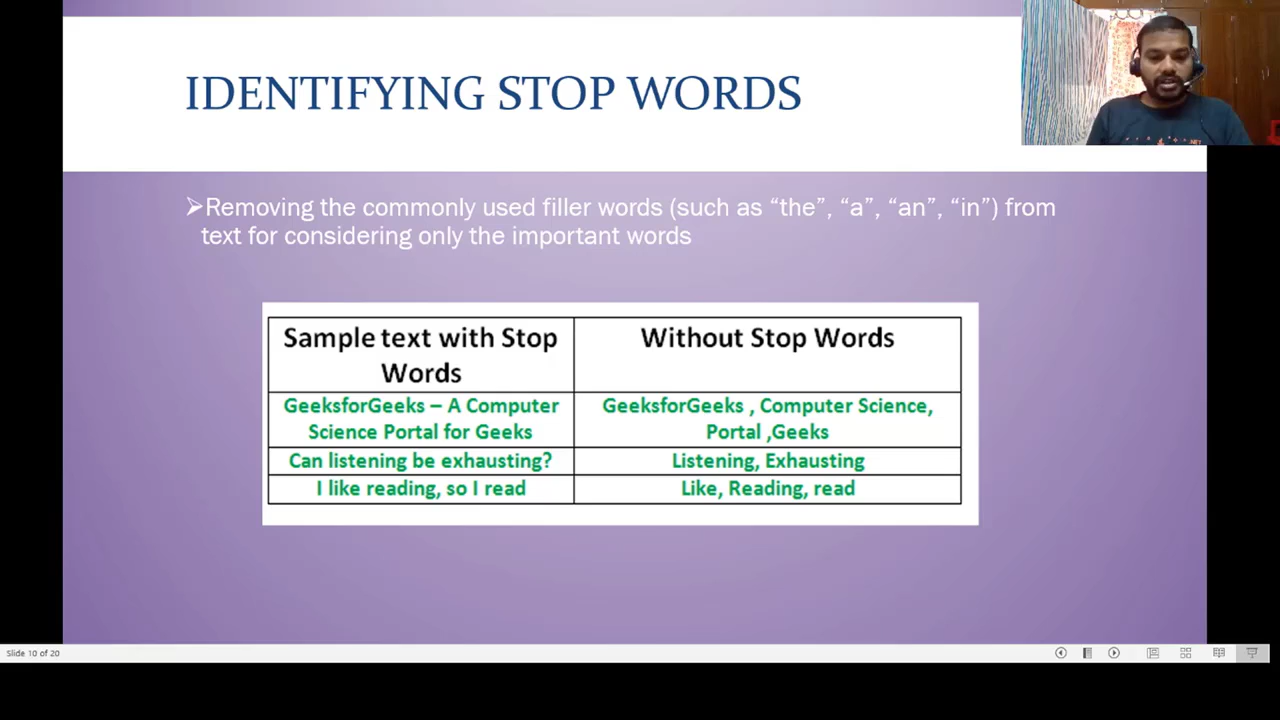 IDENTIFYING STOP WORDS
➢Removing the commonly used filler words (such as “the”, “a”, “an”, “in”) from
text for considering only the important words
Sample text with Stop
Words
Without Stop Words
GeeksforGeeks – A Computer
Science Portal for Geeks
GeeksforGeeks , Computer Science,
Portal ,Geeks
Can listening be exhausting?
Listening, Exhausting
I like reading, so I read
Like, Reading, read
Slide 10 of 20
.NET